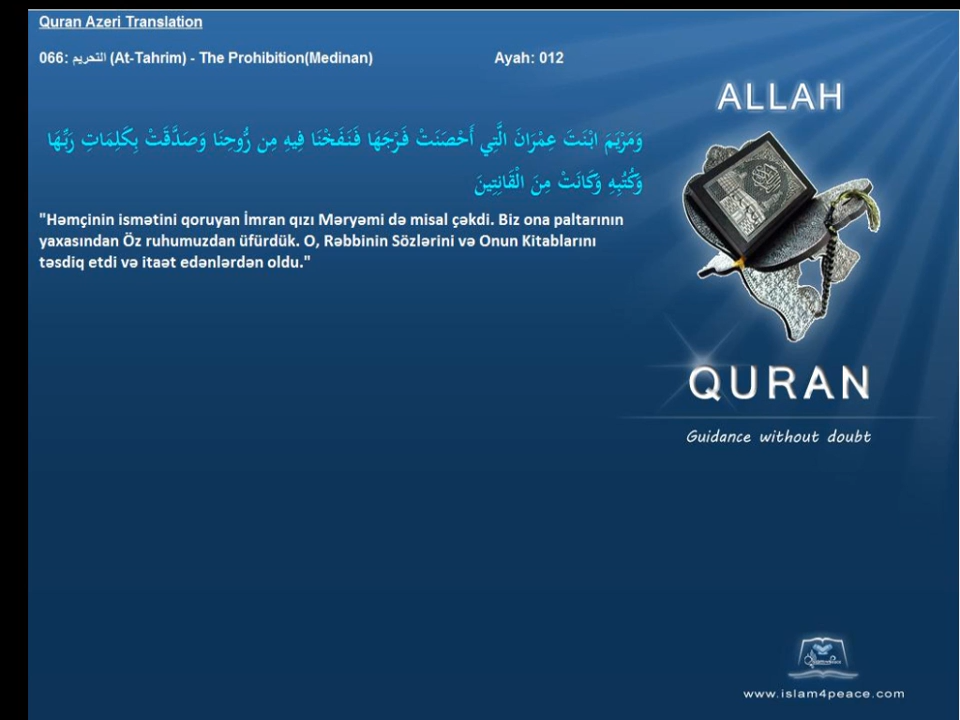 Quran Azeri Translation
066: التحريم (At-Tahrim) - The Prohibition(Medinan) Ayah: 012
ALLAH
وَمَرْيَمَ ابْنَتَ عِمْرَانَ الَّتِي أَحْصَنَتْ فَرْجَهَا فَنَفَخْنَا فِيهِ مِن رُّوحِنَا وَصَدَّقَتْ بِكَلِمَاتِ رَبِّهَا
وَكُتُبِهِ وَكَانَتْ مِنَ الْقَانِتِينَ
"Həmçinin ismətini qoruyan İmran qızı Məryəmi də misal çəkdi. Biz ona paltarının
yaxasından Öz ruhumuzdan üfürdük. O, Rəbbinin Sözlərini və Onun Kitablarını
təsdiq etdi və itaət edənlərdən oldu."
QURAN
Guidance without doubt
www.islam4peace.com